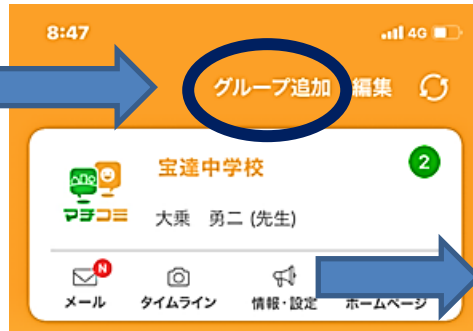 8:47 4G
グループ追加 編集
宝達中学校 2
マチコミ 大乗 勇二 (先生)
N
メール タイムライン 情報・設定 ホームページ